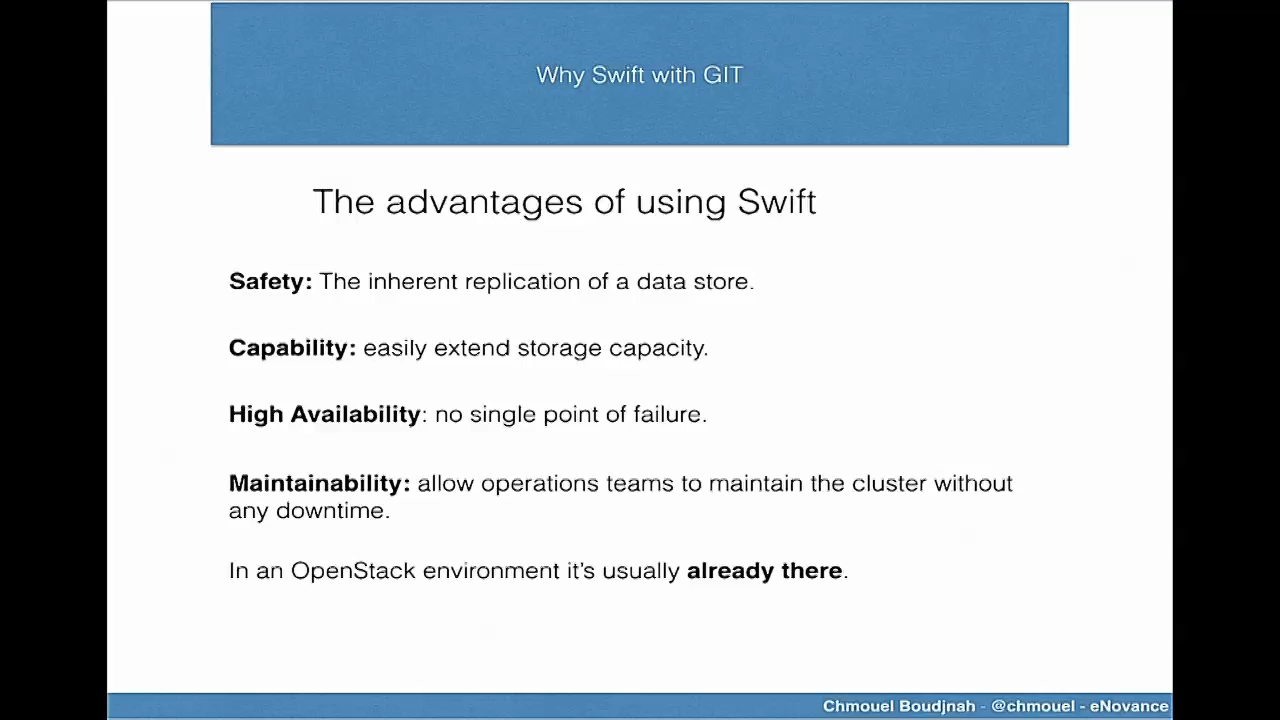 Why Swift with GIT
The advantages of using Swift
Safety: The inherent replication of a data store.
Capability: easily extend storage capacity.
High Availability: no single point of failure.
Maintainability: allow operations teams to maintain the cluster without
any downtime.
In an OpenStack environment it's usually already there.
Chmouel Boudjnah - @chmouel - eNovance